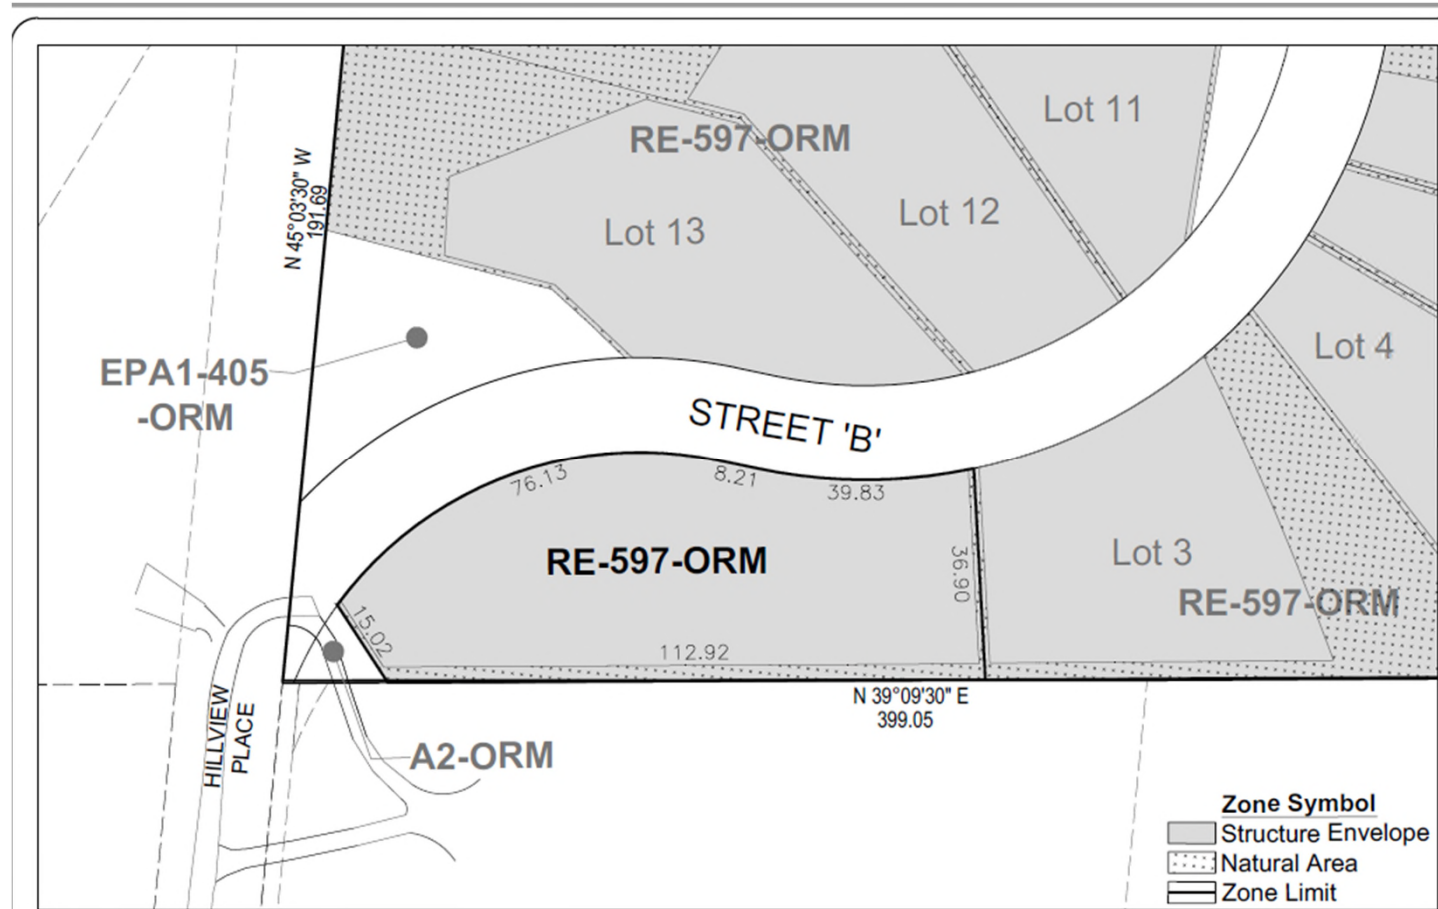 Lot 11
RE-597-ORM
N 45°03'30" W
191.69
Lot 12
Lot 13
Lot 4
EPA1-405
-ORM
STREET 'B'
76.13
8.21
39.83
RE-597-ORM
36.90
Lot 3
RE-597-ORM
15.02
112.92
N 39°09'30" E
399.05
HILLVIEW
PLACE
A2-ORM
Zone Symbol
Structure Envelope
Natural Area
Zone Limit